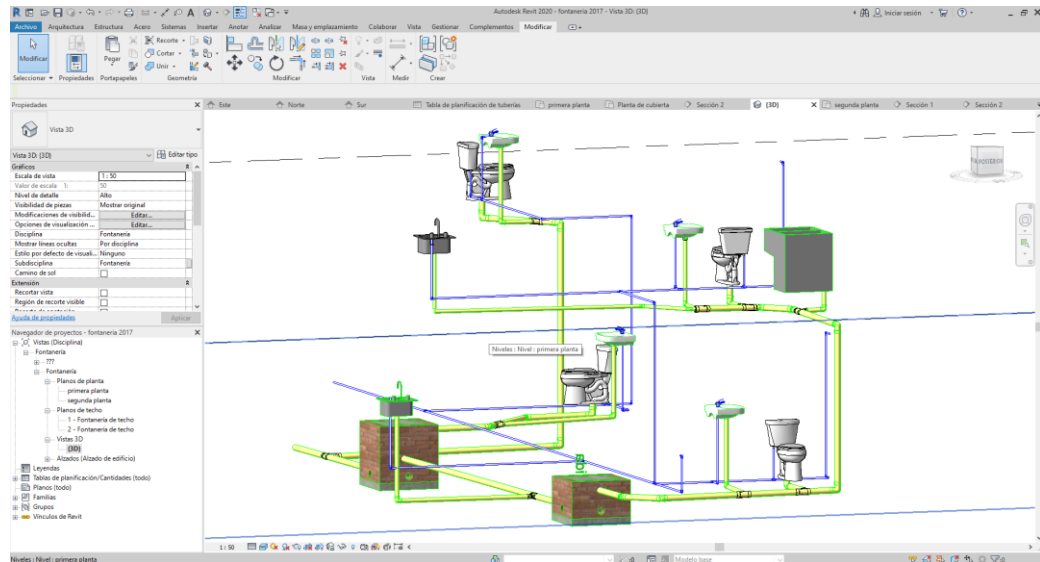 Autodesk Revit 2020 - fontaneria 2017 - Vista 3D: {3D}
Iniciar sesión
Archivo Arquitectura Estructura Acero Sistemas Insertar Anotar Analizar Masa y emplazamiento Colaborar Vista Gestionar Complementos Modificar
Modificar
Pegar
Recorte
Cortar
Unir
Seleccionar Propiedades Portapapeles Geometría Modificar Vista Medir Crear
Propiedades
Este
Norte
Sur
Tabla de planificación de tuberías
primera planta
Planta de cubierta
Sección 2
{3D}
segunda planta
Sección 1
Sección 2
Vista 3D
Vista 3D: {3D}
Editar tipo
Gráficos
Escala de vista 1 : 50
Valor de escala 1: 50
Nivel de detalle Alto
Visibilidad de piezas Mostrar original
Modificaciones de visibilid... Editar...
Opciones de visualización ... Editar...
Disciplina Fontanería
Mostrar líneas ocultas Por disciplina
Estilo por defecto de visuali... Ninguno
Subdisciplina Fontanería
Camino de sol
Extensión
Recortar vista
Región de recorte visible
Ayuda de propiedades
Aplicar
Navegador de proyectos - fontaneria 2017
Vistas (Disciplina)
Fontanería
???
Fontanería
Planos de planta
primera planta
segunda planta
Planos de techo
1 - Fontanería de techo
2 - Fontanería de techo
Vistas 3D
{3D}
Alzados (Alzado de edificio)
Leyendas
Tablas de planificación/Cantidades (todo)
Planos (todo)
Familias
Grupos
Vínculos de Revit
Niveles : Nivel : primera planta
1 : 50
Niveles : Nivel : primera planta
Modelo base